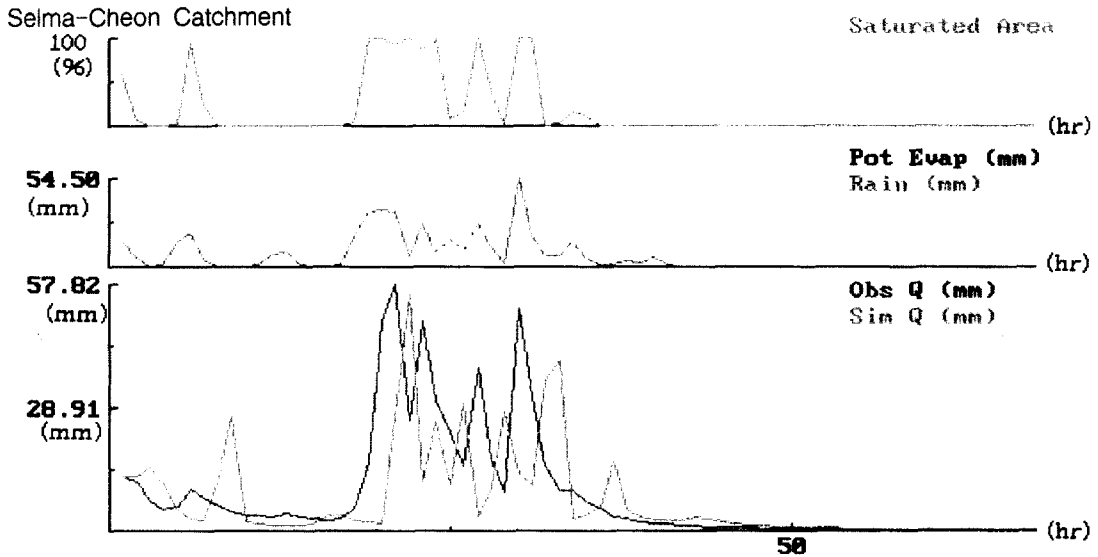 Selma-Cheon Catchment
Saturated Area
100
(%)
(hr)
Pot Evap (mm)
Rain (mm)
54.50
(mm)
(hr)
57.82
(mm)
Obs Q (mm)
Sim Q (mm)
28.91
(mm)
(hr)
50